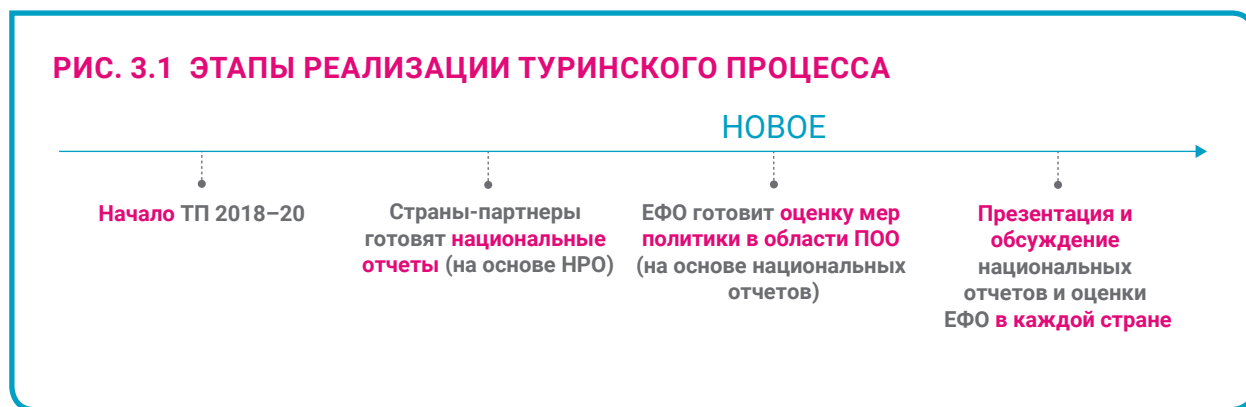 РИС. 3.1 ЭТАПЫ РЕАЛИЗАЦИИ ТУРИНСКОГО ПРОЦЕССА
НОВОЕ
Начало ТП 2018–20
Страны-партнеры
готовят национальные
отчеты (на основе НРО)
ЕФО готовит оценку мер
политики в области ПОО
(на основе национальных
отчетов)
Презентация и
обсуждение
национальных
отчетов и оценки
ЕФО в каждой стране